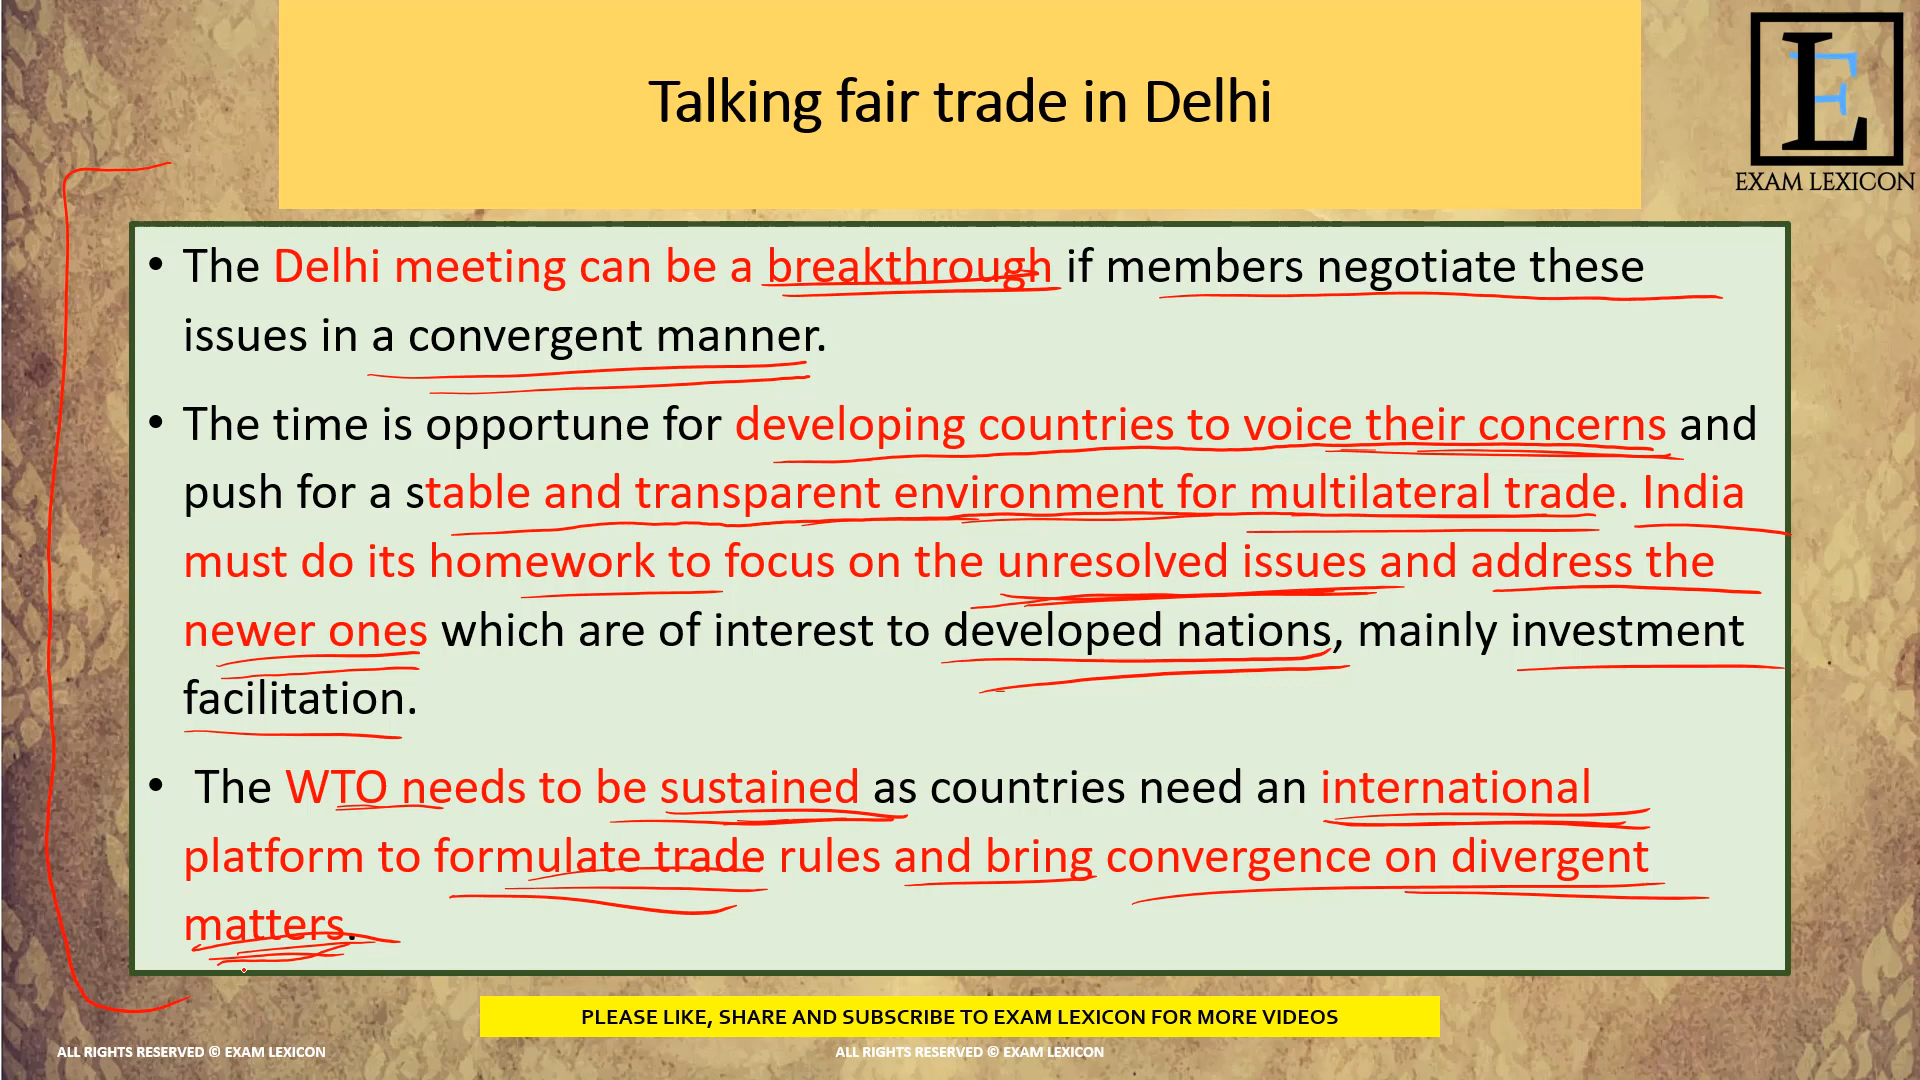 Talking fair trade in Delhi
LE
EXAM LEXICON
• The Delhi meeting can be a breakthrough if members negotiate these
issues in a convergent manner.
• The time is opportune for developing countries to voice their concerns and
push for a stable and transparent environment for multilateral trade. India
must do its homework to focus on the unresolved issues and address the
newer ones which are of interest to developed nations, mainly investment
facilitation.
• The WTO needs to be sustained as countries need an international
platform to formulate trade rules and bring convergence on divergent
matters.
PLEASE LIKE, SHARE AND SUBSCRIBE TO EXAM LEXICON FOR MORE VIDEOS
ALL RIGHTS RESERVED © EXAM LEXICON
ALL RIGHTS RESERVED © EXAM LEXICON